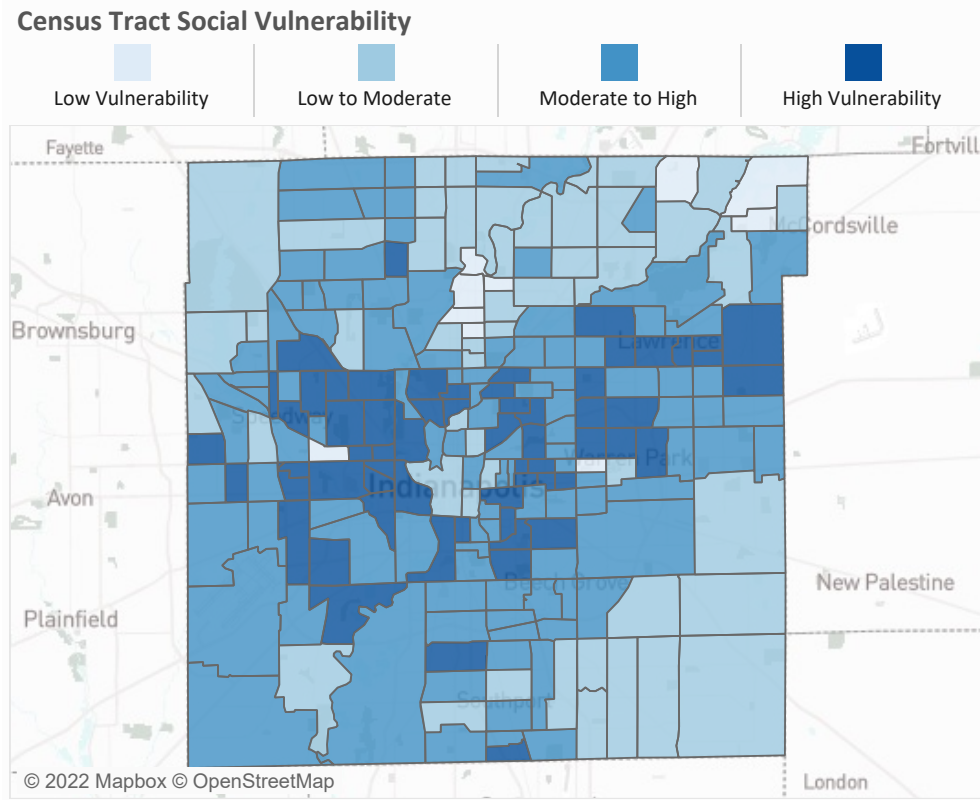 Census Tract Social Vulnerability
Low Vulnerability
Low to Moderate
Moderate to High
High Vulnerability
Fayette
Fortvill
McCordsville
Brownsburg
Lawrence
Speedway
Warren Park
Indianapolis
Avon
Beech Grove
New Palestine
Plainfield
Southport
© 2022 Mapbox © OpenStreetMap
London